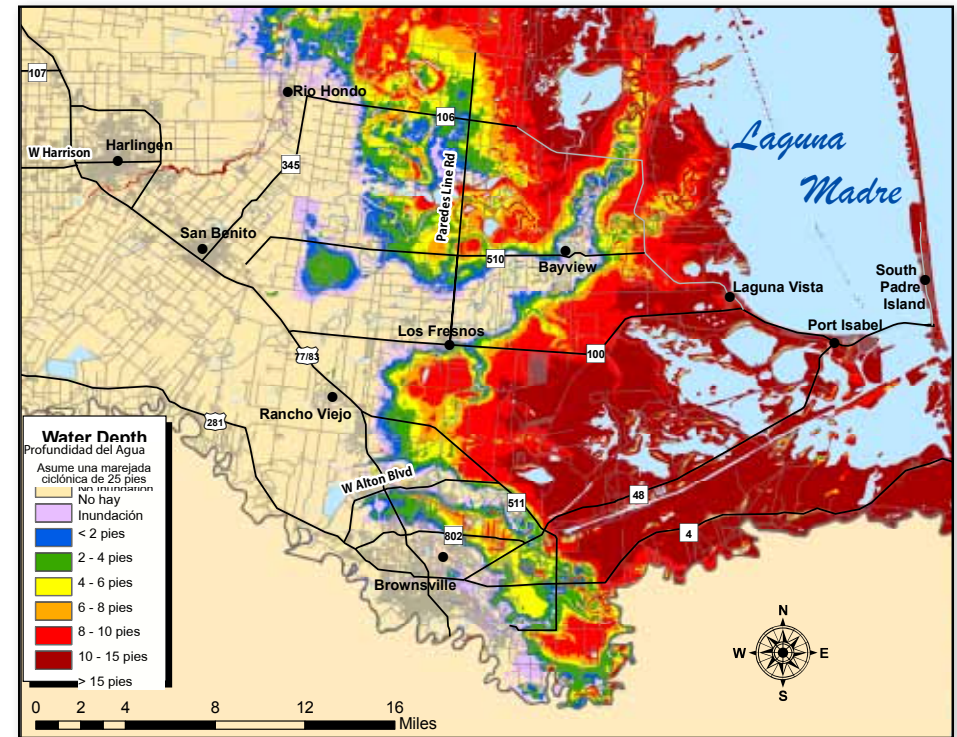 107
Rio Hondo
106
Laguna
Madre
W Harrison
Harlingen
345
Paredes Line Rd
San Benito
510
Bayview
South
Padre
Island
Laguna Vista
Port Isabel
Los Fresnos
100
77/83
Rancho Viejo
281
W Alton Blvd
511
48
4
802
Brownsville
Water Depth
Profundidad del Agua
Asume una marejada
ciclónica de 25 pies
No hay
Inundación
< 2 pies
2 - 4 pies
4 - 6 pies
6 - 8 pies
8 - 10 pies
10 - 15 pies
> 15 pies
N
W E
S
0 2 4 8 12 16
Miles